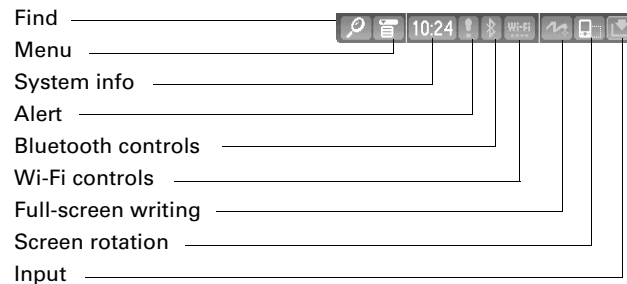 Find
10:24 Wi-Fi
Menu
System info
Alert
Bluetooth controls
Wi-Fi controls
Full-screen writing
Screen rotation
Input